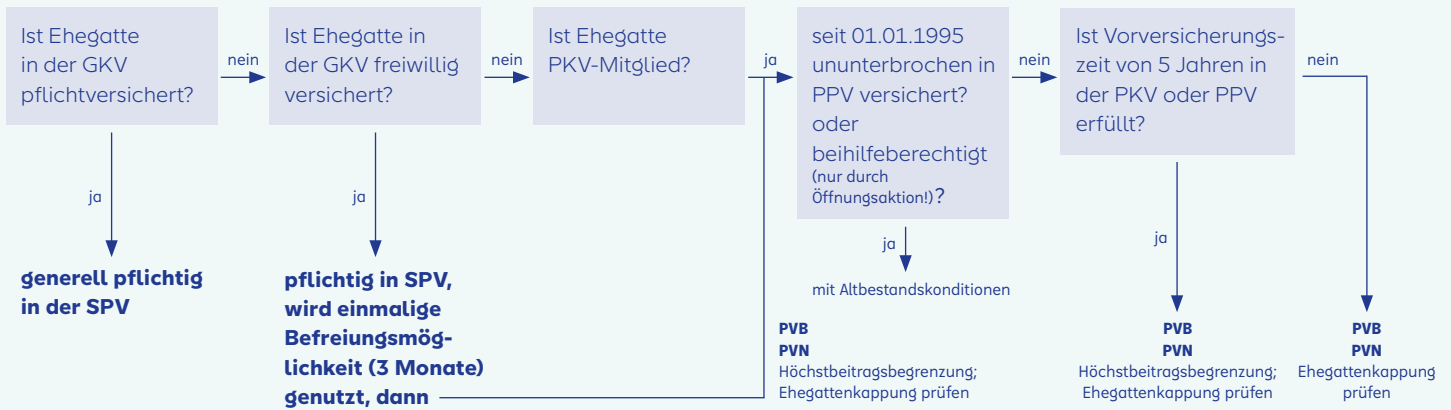 Ist Ehegatte
in der GKV
pflichtversichert?
nein
ja
generell pflichtig
in der SPV
Ist Ehegatte in
der GKV freiwillig
versichert?
nein
ja
pflichtig in SPV,
wird einmalige
Befreiungsmög-
lichkeit (3 Monate)
genutzt, dann
Ist Ehegatte
PKV-Mitglied?
ja
seit 01.01.1995
ununterbrochen in
PPV versichert?
oder
beihilfeberechtigt
(nur durch
Öffnungsaktion!)?
nein
ja
mit Altbestandskonditionen
PVB
PVN
Höchstbeitragsbegrenzung;
Ehegattenkappung prüfen
Ist Vorversicherungs-
zeit von 5 Jahren in
der PKV oder PPV
erfüllt?
nein
ja
PVB
PVN
Höchstbeitragsbegrenzung;
Ehegattenkappung prüfen
PVB
PVN
Ehegattenkappung
prüfen